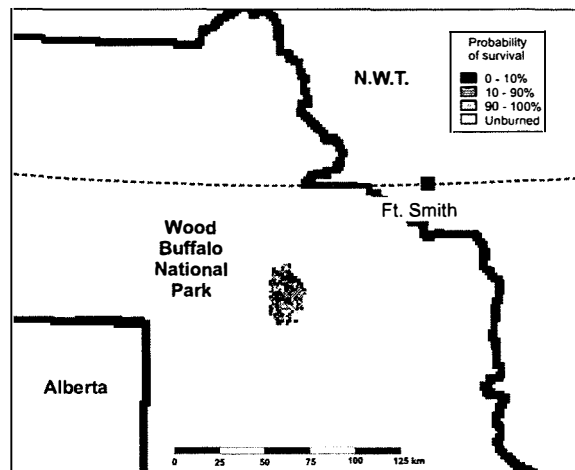 Probability
of survival
0 - 10%
10 - 90%
90 - 100%
Unburned
N.W.T.
Ft. Smith
Wood
Buffalo
National
Park
Alberta
0 25 50 75 100 125 km